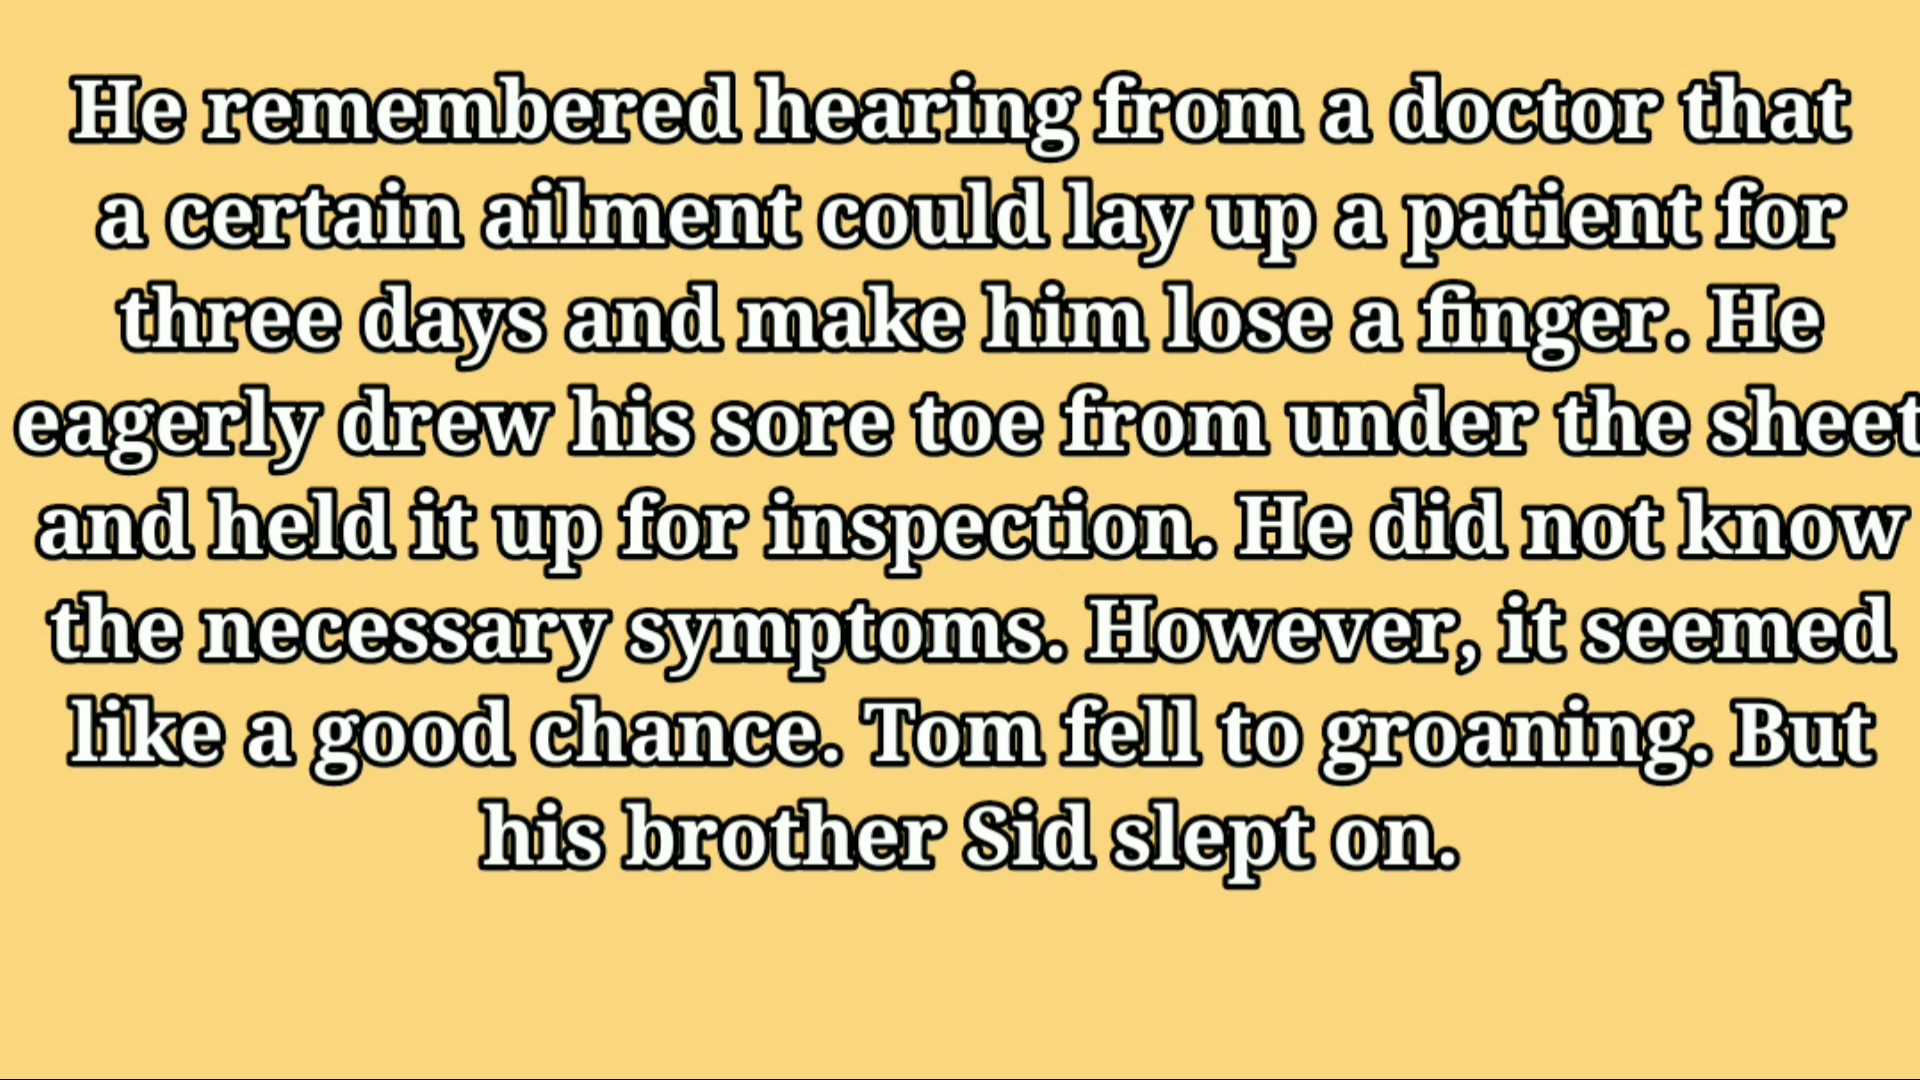 He remembered hearing from a doctor that
a certain ailment could lay up a patient for
three days and make him lose a finger. He
eagerly drew his sore toe from under the sheet
and held it up for inspection. He did not know
the necessary symptoms. However, it seemed
like a good chance. Tom fell to groaning. But
his brother Sid slept on.